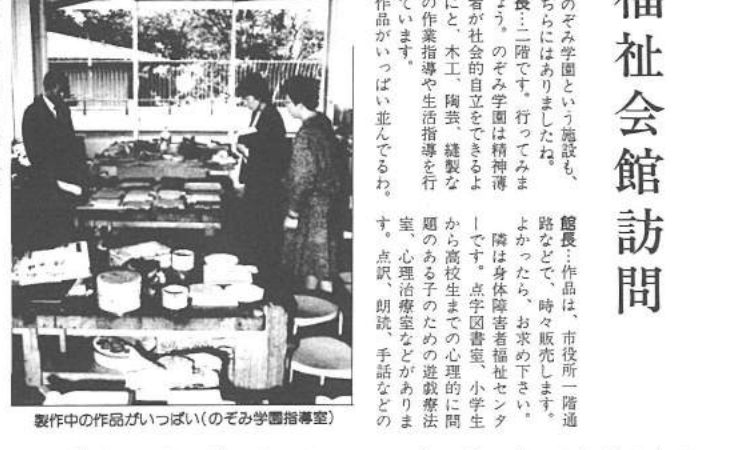 福祉会館訪問
のぞみ学園という施設も、
ちらにはありましたね。
長…二階です。行ってみま
ょう。のぞみ学園は精神薄
者が社会的自立をできるよ
にと、木工、陶芸、縫製な
の作業指導や生活指導を行
ています。
作品がいっぱい並んでるわ。
館長…作品は、市役所一階通
路などで、時々販売します。
よかったら、お求め下さい。
隣は身体障害者福祉センタ
ーです。点字図書室、小学生
から高校生までの心理的に問
題のある子のための遊戯療法
室、心理治療室などがありま
す。点訳、朗読、手話などの
製作中の作品がいっぱい(のぞみ学園指導室)